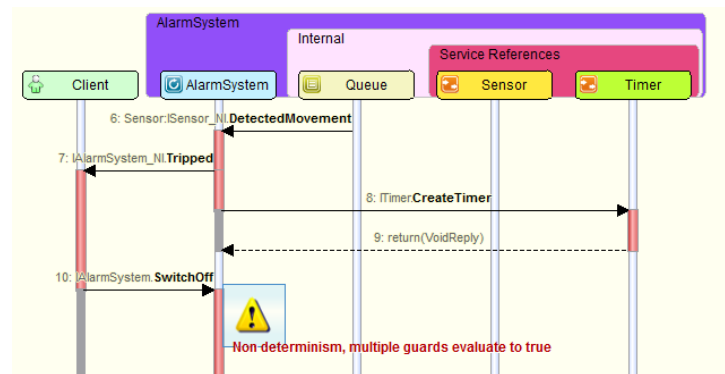 AlarmSystem
Internal
Service References
Client
AlarmSystem
Queue
Sensor
Timer
6: Sensor:ISensor_NI.DetectedMovement
7: IAlarmSystem_NI.Tripped
8: ITimer.CreateTimer
9: return(VoidReply)
10: IAlarmSystem.SwitchOff
Non determinism, multiple guards evaluate to true